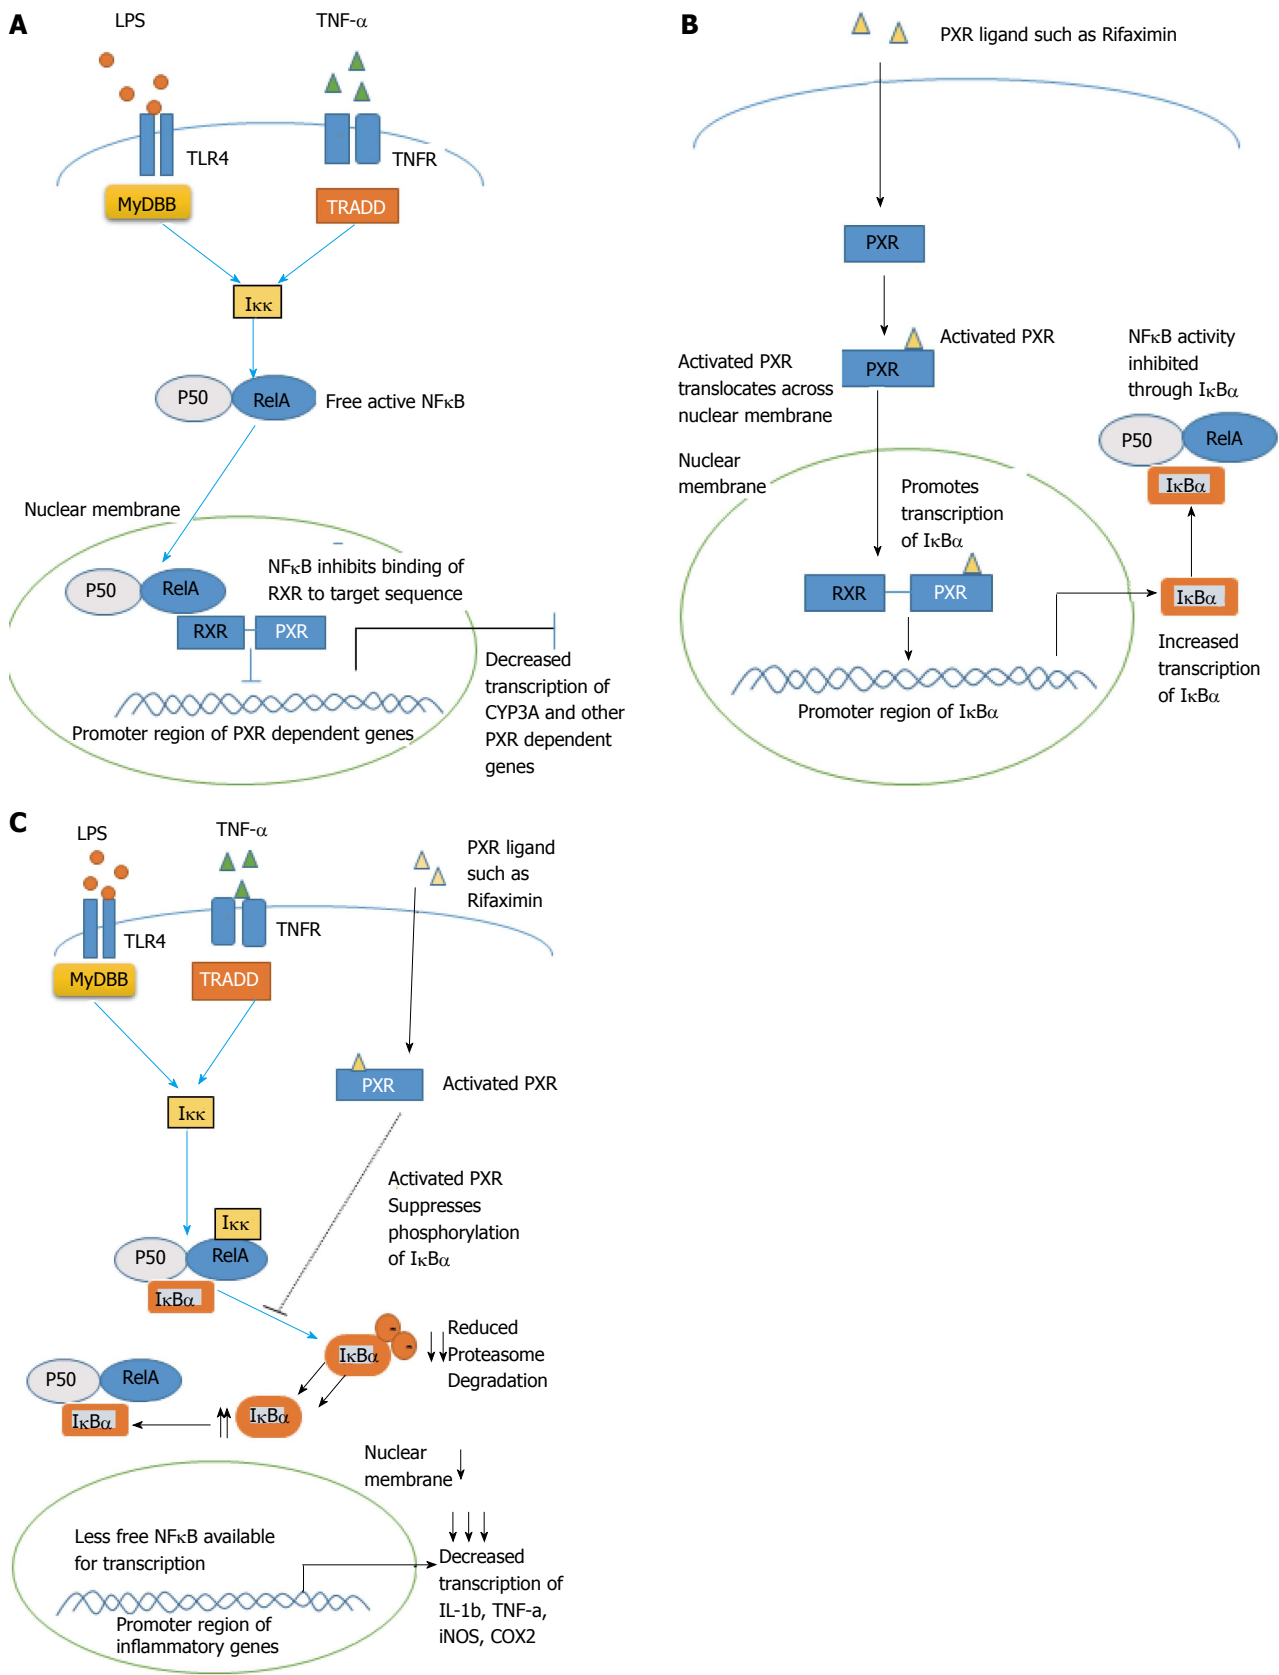 A
LPS
TNF-α
TLR4
TNFR
MyDBB
TRADD
Iκκ
P50
RelA
Free active NFκB
Nuclear membrane
P50
RelA
NFκB inhibits binding of
RXR to target sequence
RXR
PXR
Decreased
transcription of
CYP3A and other
PXR dependent
genes
Promoter region of PXR dependent genes
B
PXR ligand such as Rifaximin
PXR
Activated PXR
PXR
Activated PXR
translocates across
nuclear membrane
NFκB activity
inhibited
through IκBα
P50
RelA
IκBα
Nuclear
membrane
Promotes
transcription
of IκBα
RXR
PXR
IκBα
Increased
transcription
of IκBα
Promoter region of IκBα
C
LPS
TNF-α
PXR ligand
such as
Rifaximin
TLR4
TNFR
MyDBB
TRADD
PXR
Activated PXR
Iκκ
Activated PXR
Suppresses
phosphorylation
of IκBα
Iκκ
P50
RelA
IκBα
IκBα
Reduced
Proteasome
Degradation
P50
RelA
IκBα
IκBα
Nuclear
membrane
Less free NFκB available
for transcription
Decreased
transcription of
IL-1b, TNF-a,
iNOS, COX2
Promoter region of
inflammatory genes